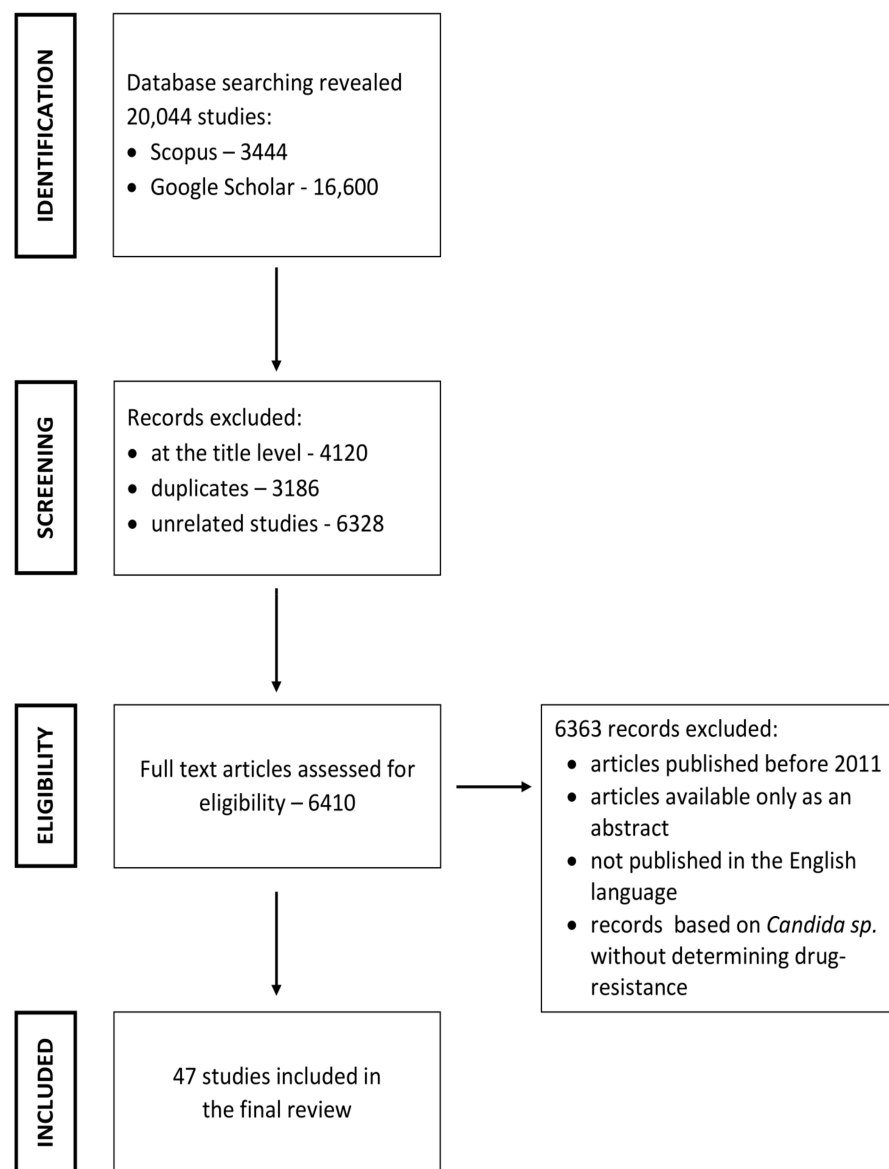 IDENTIFICATION
Database searching revealed
20,044 studies:
• Scopus – 3444
• Google Scholar - 16,600
SCREENING
Records excluded:
• at the title level - 4120
• duplicates – 3186
• unrelated studies - 6328
ELIGIBILITY
Full text articles assessed for
eligibility – 6410
6363 records excluded:
• articles published before 2011
• articles available only as an
abstract
• not published in the English
language
• records based on Candida sp.
without determining drug-
resistance
INCLUDED
47 studies included in
the final review